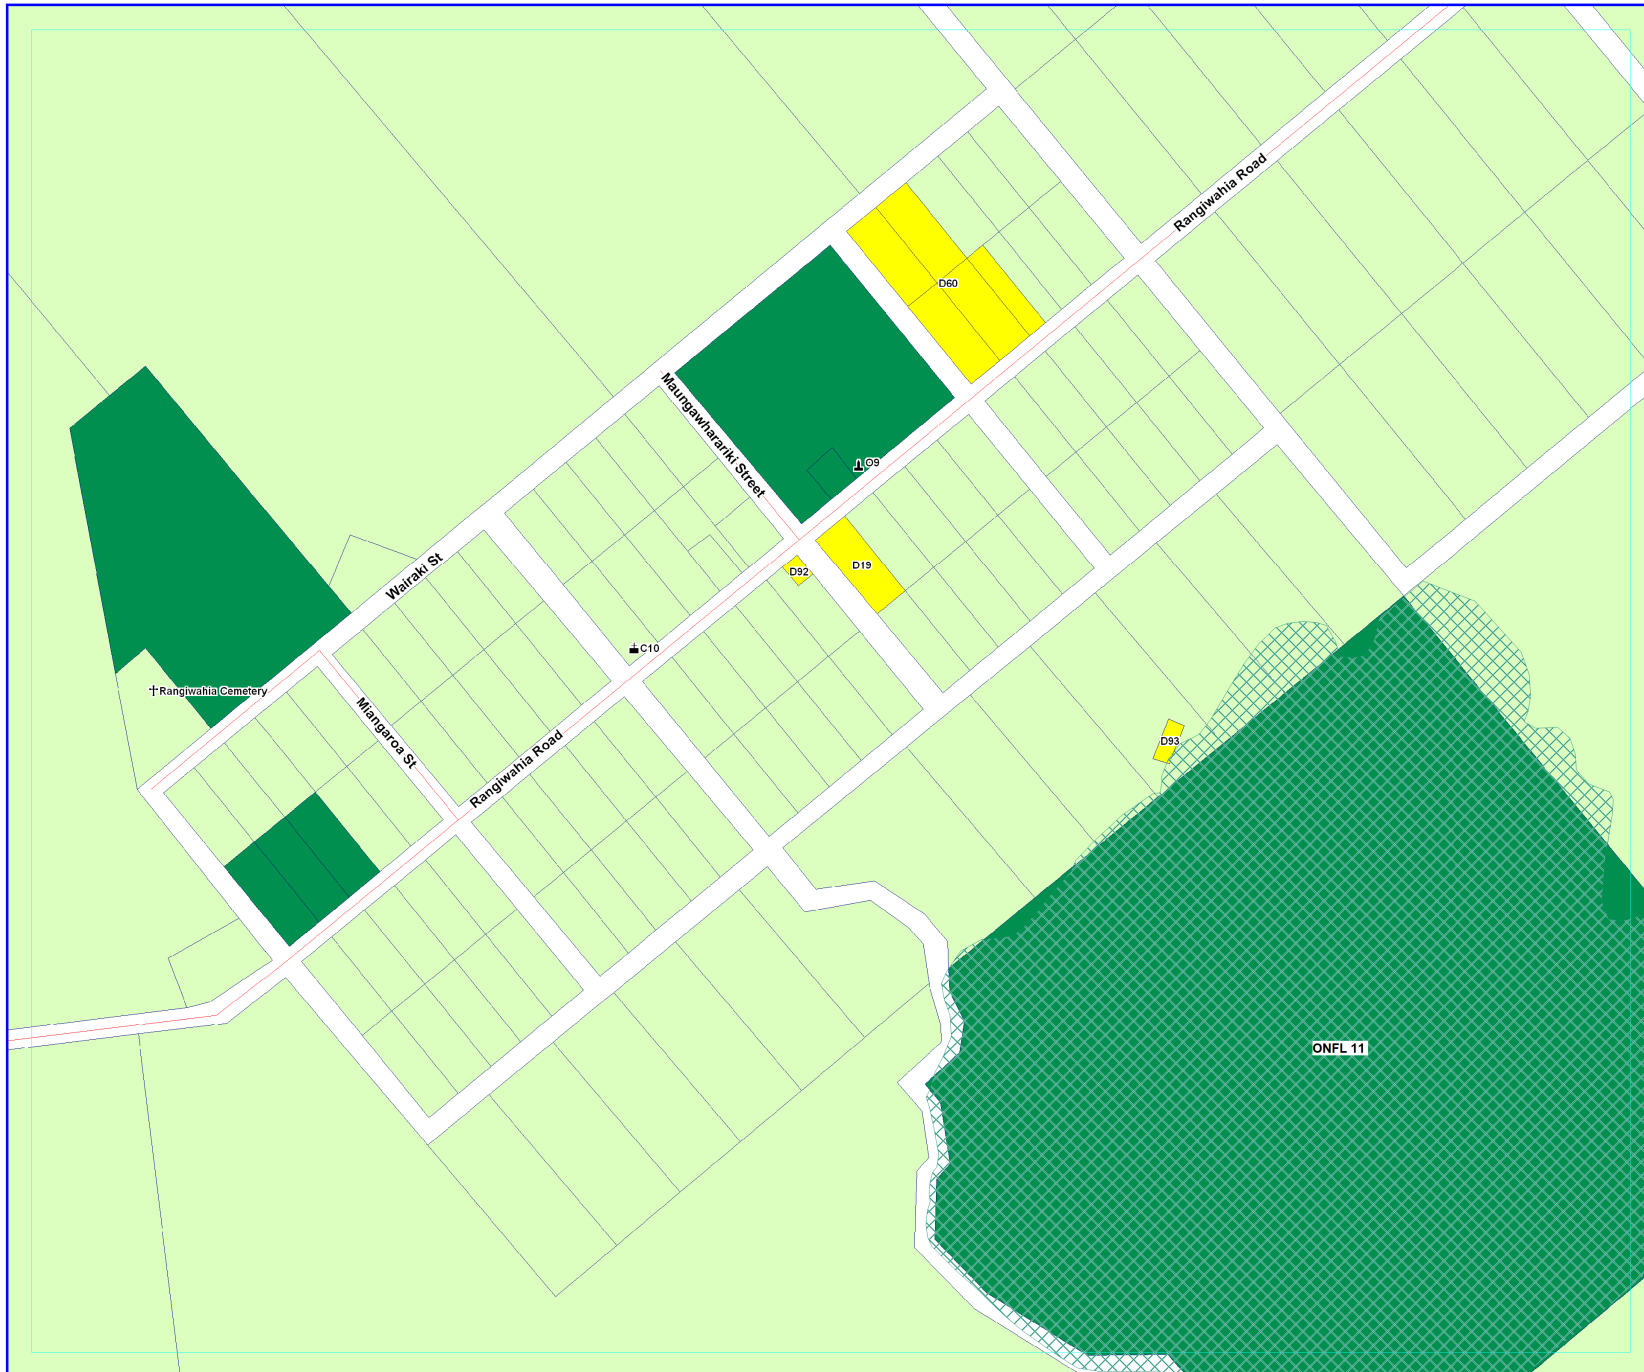 Rangiwahia Road
D60
Maungawharariki Street
O9
Wairaki St
D92
D19
C10
Rangiwahia Cemetery
Miangaroa St
Rangiwahia Road
D93
ONFL 11